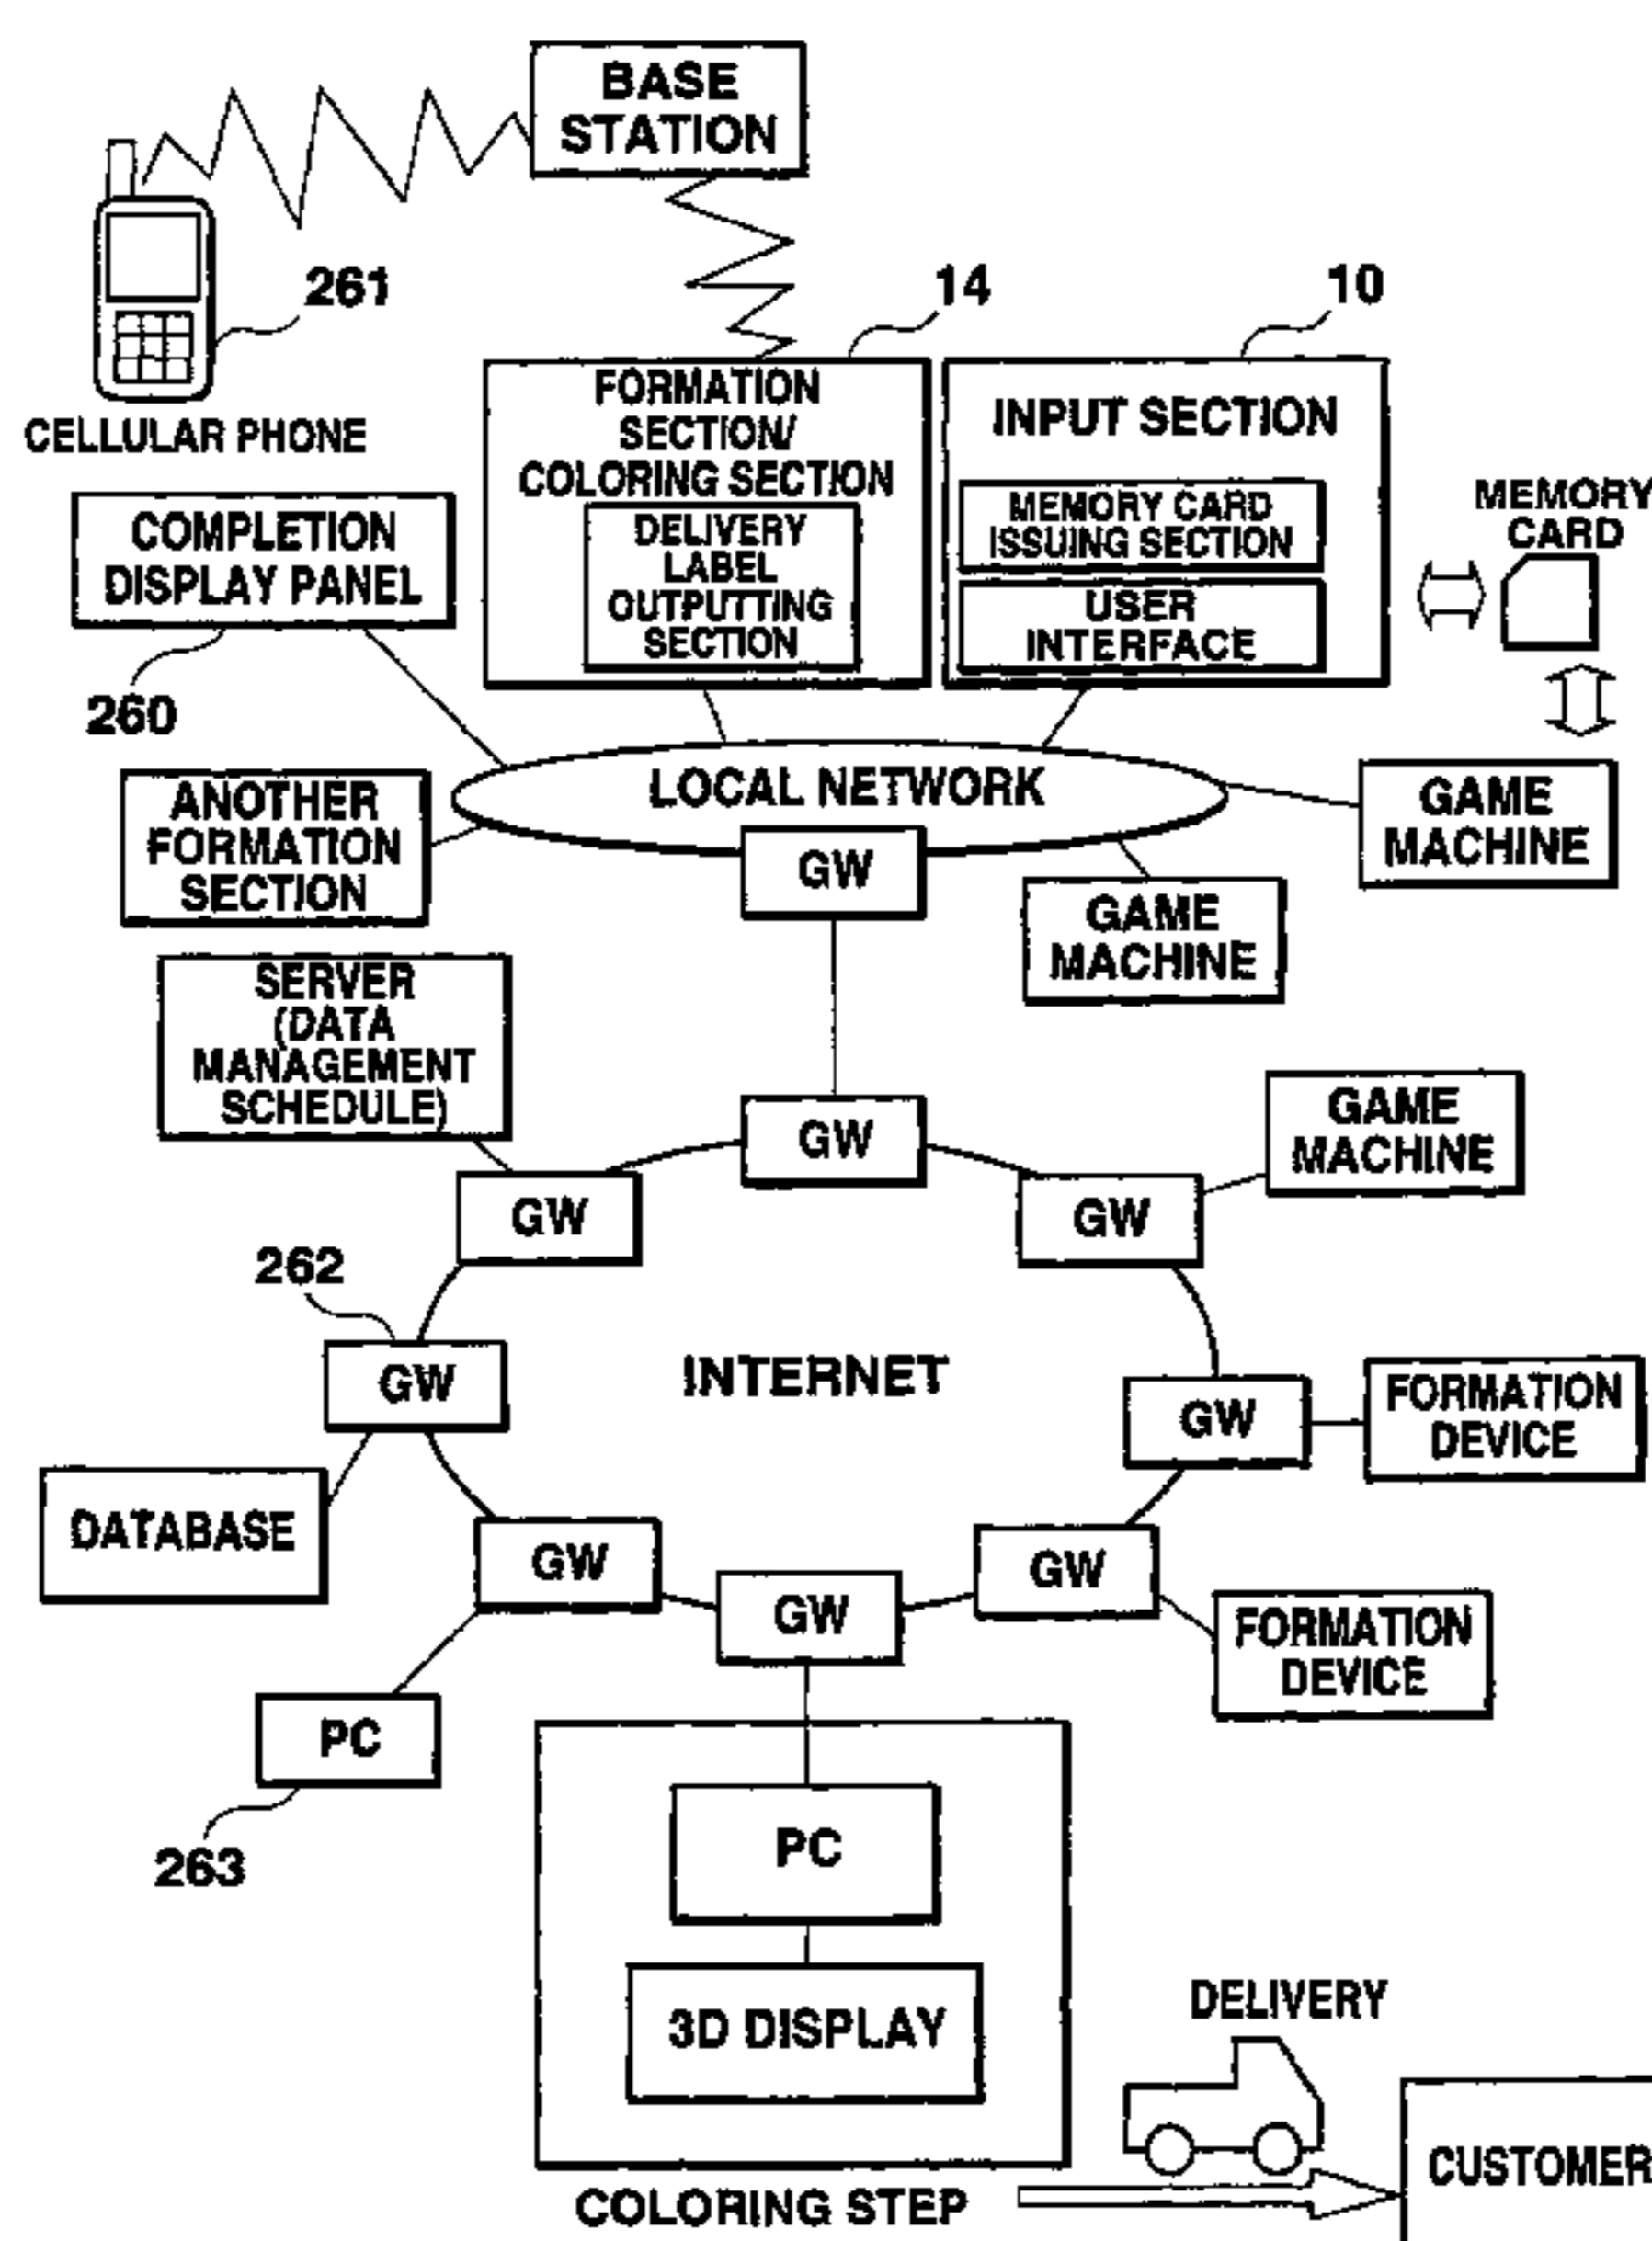 BASE
STATION
261
14
10
CELLULAR PHONE
FORMATION
SECTION/
COLORING SECTION
DELIVERY
LABEL
OUTPUTTING
SECTION
INPUT SECTION
MEMORY CARD
ISSUING SECTION
USER
INTERFACE
MEMORY
CARD
COMPLETION
DISPLAY PANEL
260
LOCAL NETWORK
ANOTHER
FORMATION
SECTION
GW
GAME
MACHINE
GAME
MACHINE
SERVER
(DATA
MANAGEMENT
SCHEDULE)
GW
GAME
MACHINE
GW
GW
262
GW
INTERNET
GW
FORMATION
DEVICE
DATABASE
GW
GW
GW
FORMATION
DEVICE
PC
263
PC
3D DISPLAY
COLORING STEP
DELIVERY
CUSTOMER